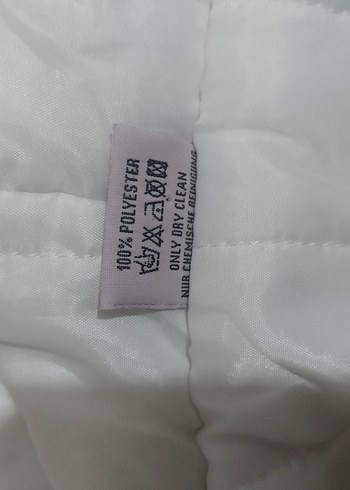 100% POLYESTER
ONLY DRY CLEAN
NUR CHEMISCHE REINIGUNG